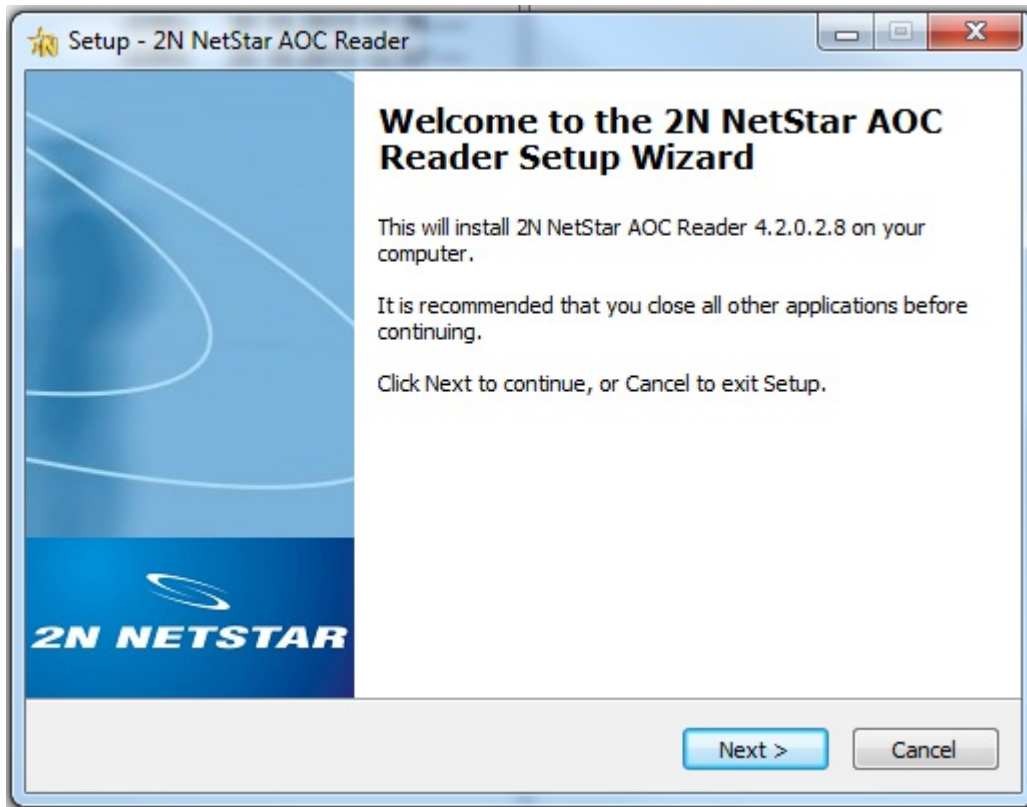 Setup - 2N NetStar AOC Reader
Welcome to the 2N NetStar AOC
Reader Setup Wizard
This will install 2N NetStar AOC Reader 4.2.0.2.8 on your
computer.
It is recommended that you close all other applications before
continuing.
Click Next to continue, or Cancel to exit Setup.
2N NETSTAR
Next >
Cancel